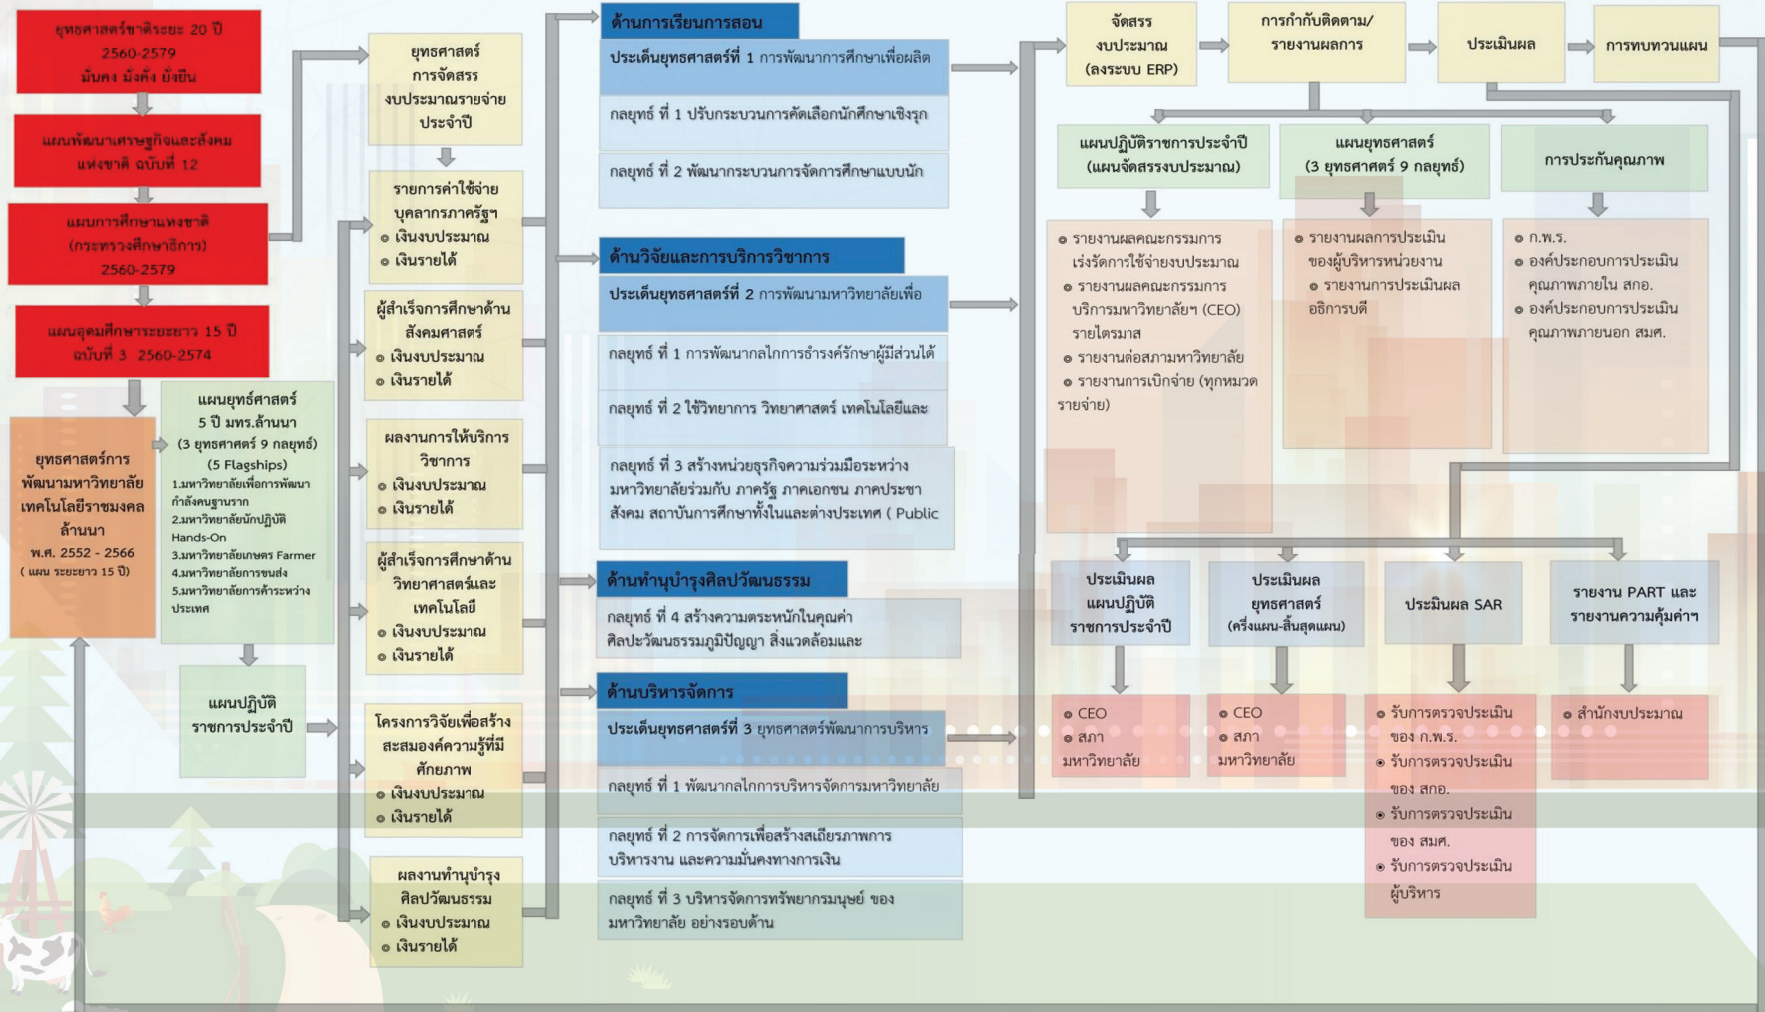 ยุทธศาสตร์ชาติระยะ 20 ปี
2560-2579
มั่นคง มั่งคั่ง ยั่งยืน
แผนพัฒนาเศรษฐกิจและสังคม
แห่งชาติ ฉบับที่ 12
แผนการศึกษาแห่งชาติ
(กระทรวงศึกษาธิการ)
2560-2579
แผนอุดมศึกษาระยะยาว 15 ปี
ฉบับที่ 3 2560-2574
ยุทธศาสตร์การ
พัฒนามหาวิทยาลัย
เทคโนโลยีราชมงคล
ล้านนา
พ.ศ. 2552 - 2566
( แผน ระยะยาว 15 ปี)
แผนยุทธ์ศาสตร์
5 ปี มทร.ล้านนา
(3 ยุทธศาศตร์ 9 กลยุทธ์)
(5 Flagships)
1.มหาวิทยาลัยเพื่อการพัฒนา
กำลังคนฐานราก
2.มหาวิทยาลัยนักปฏิบัติ
Hands-On
3.มหาวิทยาลัยเกษตร Farmer
4.มหาวิทยาลัยการขนส่ง
5.มหาวิทยาลัยการค้าระหว่าง
ประเทศ
แผนปฏิบัติ
ราชการประจำปี
ยุทธศาสตร์
การจัดสรร
งบประมาณรายจ่าย
ประจำปี
รายการค่าใช้จ่าย
บุคลากรภาครัฐฯ
๏ เงินงบประมาณ
๏ เงินรายได้
ผู้สำเร็จการศึกษาด้าน
สังคมศาสตร์
๏ เงินงบประมาณ
๏ เงินรายได้
ผลงานการให้บริการ
วิชาการ
๏ เงินงบประมาณ
๏ เงินรายได้
ผู้สำเร็จการศึกษาด้าน
วิทยาศาสตร์และ
เทคโนโลยี
๏ เงินงบประมาณ
๏ เงินรายได้
โครงการวิจัยเพื่อสร้าง
สะสมองค์ความรู้ที่มี
ศักยภาพ
๏ เงินงบประมาณ
๏ เงินรายได้
ผลงานทำนุบำรุง
ศิลปวัฒนธรรม
๏ เงินงบประมาณ
๏ เงินรายได้
ด้านการเรียนการสอน
ประเด็นยุทธศาสตร์ที่ 1 การพัฒนาการศึกษาเพื่อผลิต
กลยุทธ์ ที่ 1 ปรับกระบวนการคัดเลือกนักศึกษาเชิงรุก
กลยุทธ์ ที่ 2 พัฒนากระบวนการจัดการศึกษาแบบนัก
ด้านวิจัยและการบริการวิชาการ
ประเด็นยุทธศาสตร์ที่ 2 การพัฒนามหาวิทยาลัยเพื่อ
กลยุทธ์ ที่ 1 การพัฒนากลไกการธำรงค์รักษาผู้มีส่วนได้
กลยุทธ์ ที่ 2 ใช้วิทยาการ วิทยาศาสตร์ เทคโนโลยีและ
กลยุทธ์ ที่ 3 สร้างหน่วยธุรกิจความร่วมมือระหว่าง
มหาวิทยาลัยร่วมกับ ภาครัฐ ภาคเอกชน ภาคประชา
สังคม สถาบันการศึกษาทั้งในและต่างประเทศ ( Public
ด้านทำนุบำรุงศิลปวัฒนธรรม
กลยุทธ์ ที่ 4 สร้างความตระหนักในคุณค่า
ศิลปะวัฒนธรรมภูมิปัญญา สิ่งแวดล้อมและ
ด้านบริหารจัดการ
ประเด็นยุทธศาสตร์ที่ 3 ยุทธศาสตร์พัฒนาการบริหาร
กลยุทธ์ ที่ 1 พัฒนากลไกการบริหารจัดการมหาวิทยาลัย
กลยุทธ์ ที่ 2 การจัดการเพื่อสร้างสเถียรภาพการ
บริหารงาน และความมั่นคงทางการเงิน
กลยุทธ์ ที่ 3 บริหารจัดการทรัพยากรมนุษย์ ของ
มหาวิทยาลัย อย่างรอบด้าน
จัดสรร
งบประมาณ
(ลงระบบ ERP)
การกำกับติดตาม/
รายงานผลการ
ประเมินผล
การทบทวนแผน
แผนปฏิบัติราชการประจำปี
(แผนจัดสรรงบประมาณ)
แผนยุทธศาสตร์
(3 ยุทธศาศตร์ 9 กลยุทธ์)
การประกันคุณภาพ
๏ รายงานผลคณะกรรมการ
เร่งรัดการใช้จ่ายงบประมาณ
๏ รายงานผลคณะกรรมการ
บริการมหาวิทยาลัยฯ (CEO)
รายไตรมาส
๏ รายงานต่อสภามหาวิทยาลัย
๏ รายงานการเบิกจ่าย (ทุกหมวด
รายจ่าย)
๏ รายงานผลการประเมิน
ของผู้บริหารหน่วยงาน
๏ รายงานการประเมินผล
อธิการบดี
๏ ก.พ.ร.
๏ องค์ประกอบการประเมิน
คุณภาพภายใน สกอ.
๏ องค์ประกอบการประเมิน
คุณภาพภายนอก สมศ.
ประเมินผล
แผนปฏิบัติ
ราชการประจำปี
ประเมินผล
ยุทธศาสตร์
(ครึ่งแผน-สิ้นสุดแผน)
ประมินผล SAR
รายงาน PART และ
รายงานความคุ้มค่าฯ
๏ CEO
๏ สภา
มหาวิทยาลัย
๏ CEO
๏ สภา
มหาวิทยาลัย
๏ รับการตรวจประเมิน
ของ ก.พ.ร.
๏ รับการตรวจประเมิน
ของ สกอ.
๏ รับการตรวจประเมิน
ของ สมศ.
๏ รับการตรวจประเมิน
ผู้บริหาร
๏ สำนักงบประมาณ